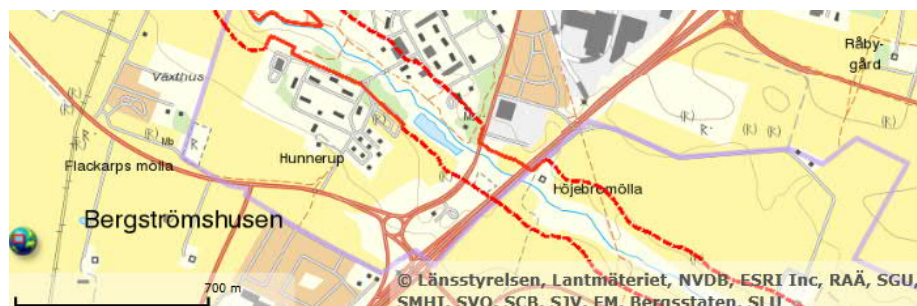 Råby-
gård
Växthus
(R)
(R)
(R)
(R)
(R)
R
(R)
M
(R)
R
(R)
(R)
(R)
R
Mb
Flackarps mölla
Hunnerup
(R)
Höjebromölla
Bergströmshusen
700 m
© Länsstyrelsen, Lantmäteriet, NVDB, ESRI Inc, RAÄ, SGU,
SMHI, SVO, SCB, SJV, FM, Bergsstaten, SLU